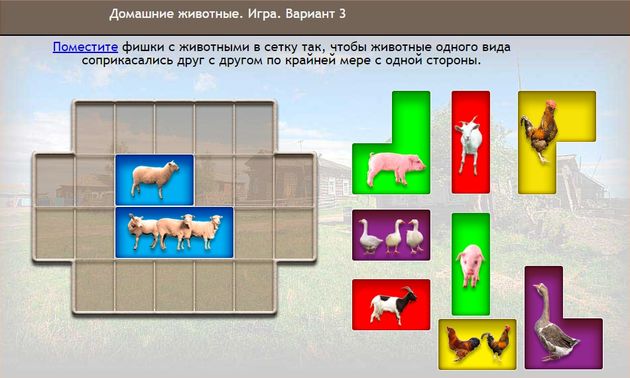 Домашние животные. Игра. Вариант 3
Поместите фишки с животными в сетку так, чтобы животные одного вида
соприкасались друг с другом по крайней мере с одной стороны.